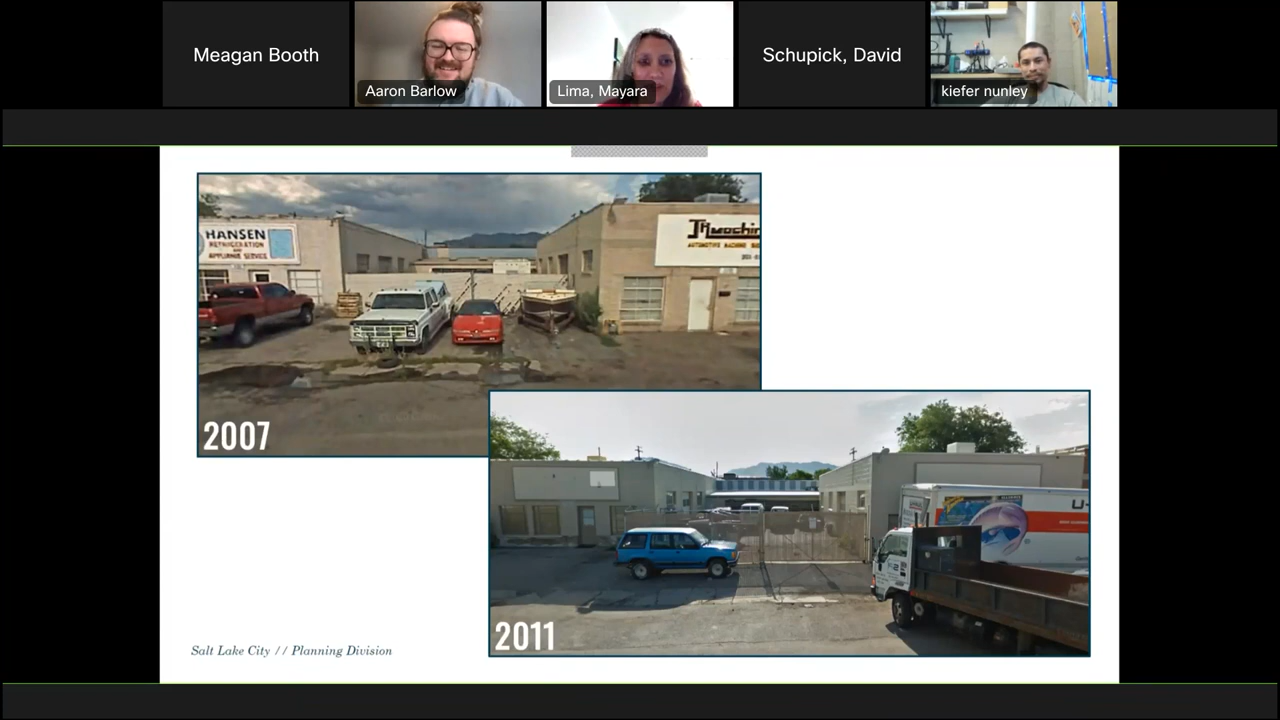 Meagan Booth
Aaron Barlow
Lima, Mayara
Schupick, David
kiefer nunley
HANSEN
REFRIGERATION
AND
APPLIANCE SERVICE
AUTOMOTIVE MACHINE
2007
U-
2011
Salt Lake City // Planning Division